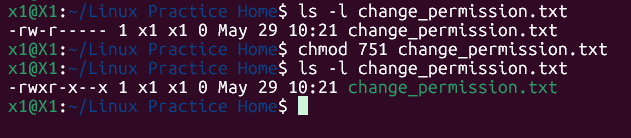 x1@X1:~/Linux Practice Home$ ls -l change_permission.txt
-rw-r----- 1 x1 x1 0 May 29 10:21 change_permission.txt
x1@X1:~/Linux Practice Home$ chmod 751 change_permission.txt
x1@X1:~/Linux Practice Home$ ls -l change_permission.txt
-rwxr-x--x 1 x1 x1 0 May 29 10:21 change_permission.txt
x1@X1:~/Linux Practice Home$